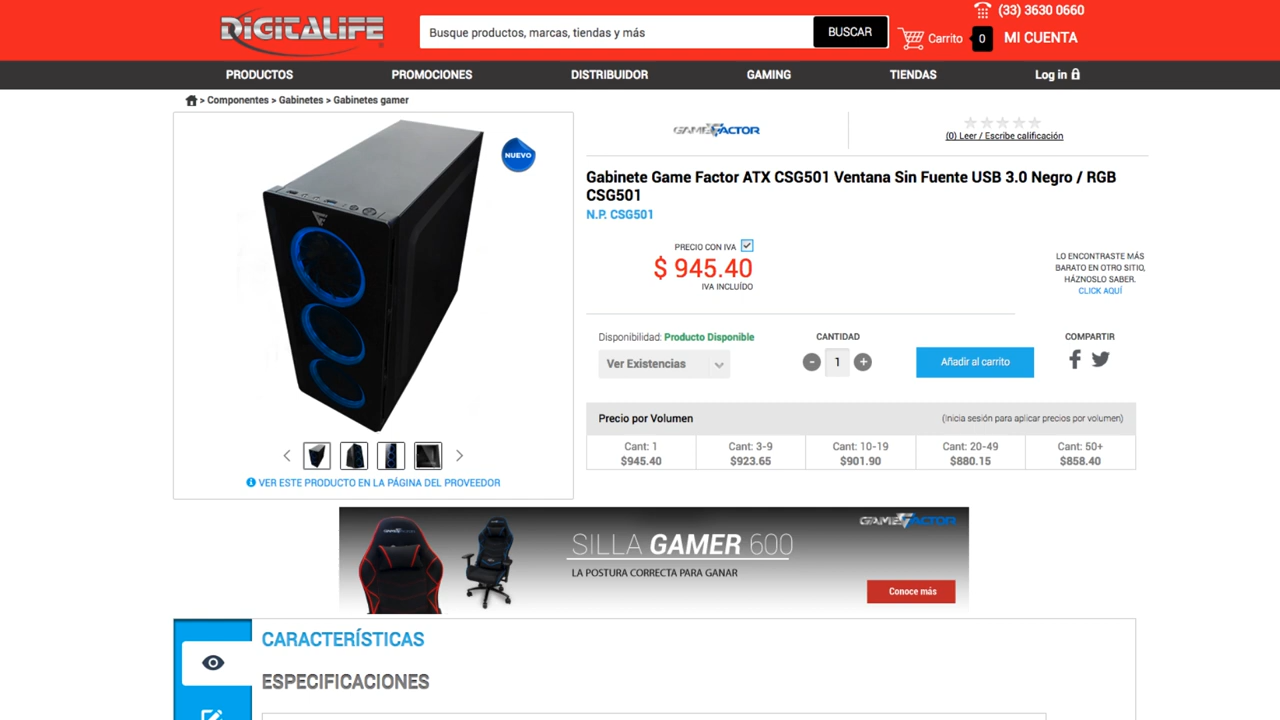 DIGITALIFE
Busque productos, marcas, tiendas y más
BUSCAR
Carrito
0
(33) 3630 0660
MI CUENTA
PRODUCTOS
PROMOCIONES
DISTRIBUIDOR
GAMING
TIENDAS
Log in
> Componentes > Gabinetes > Gabinetes gamer
NUEVO
VER ESTE PRODUCTO EN LA PÁGINA DEL PROVEEDOR
GAMEFACTOR
(0) Leer / Escribe calificación
Gabinete Game Factor ATX CSG501 Ventana Sin Fuente USB 3.0 Negro / RGB
CSG501
N.P. CSG501
PRECIO CON IVA
$ 945.40
IVA INCLUÍDO
LO ENCONTRASTE MÁS
BARATO EN OTRO SITIO,
HÁZNOSLO SABER.
CLICK AQUÍ
Disponibilidad: Producto Disponible
Ver Existencias
CANTIDAD
- 1 +
Añadir al carrito
COMPARTIR
Precio por Volumen
(Inicia sesión para aplicar precios por volumen)
Cant: 1
$945.40
Cant: 3-9
$923.65
Cant: 10-19
$901.90
Cant: 20-49
$880.15
Cant: 50+
$858.40
GAMEFACTOR
SILLA GAMER 600
LA POSTURA CORRECTA PARA GANAR
Conoce más
CARACTERÍSTICAS
ESPECIFICACIONES